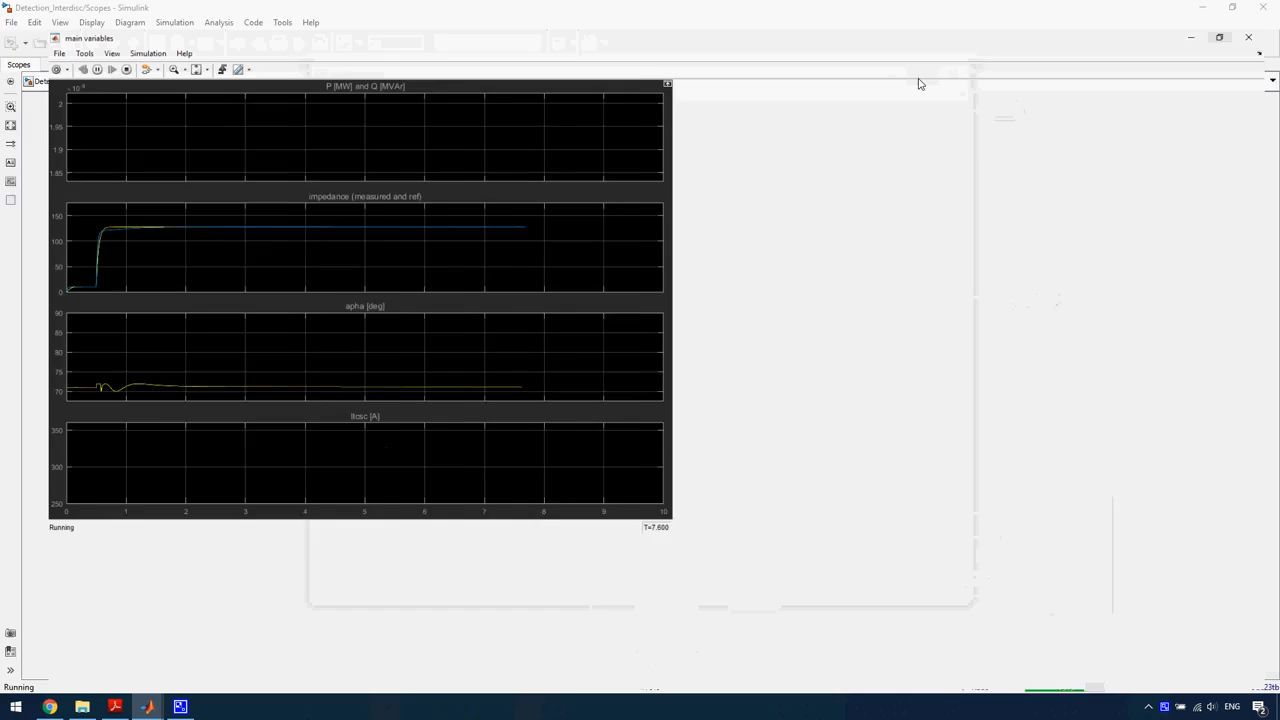 Detection_Interdisc/Scopes - Simulink
File Edit View Display Diagram Simulation Analysis Code Tools Help
main variables
File Tools View Simulation Help
Scopes
P [MW] and Q [MVAr]
2
1.95
1.9
1.85
impedance (measured and ref)
150
100
50
0
apha [deg]
90
85
80
75
70
Itcsc [A]
350
300
250
0 1 2 3 4 5 6 7 8 9 10
Running T=7.600
Running
ENG